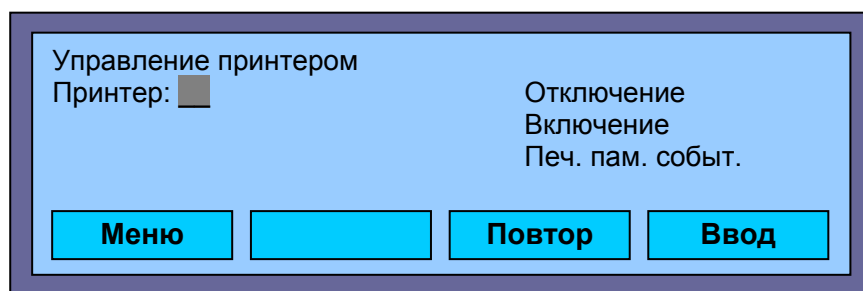 Управление принтером
Принтер: Отключение
Включение
Печ. пам. событ.
Меню Повтор Ввод